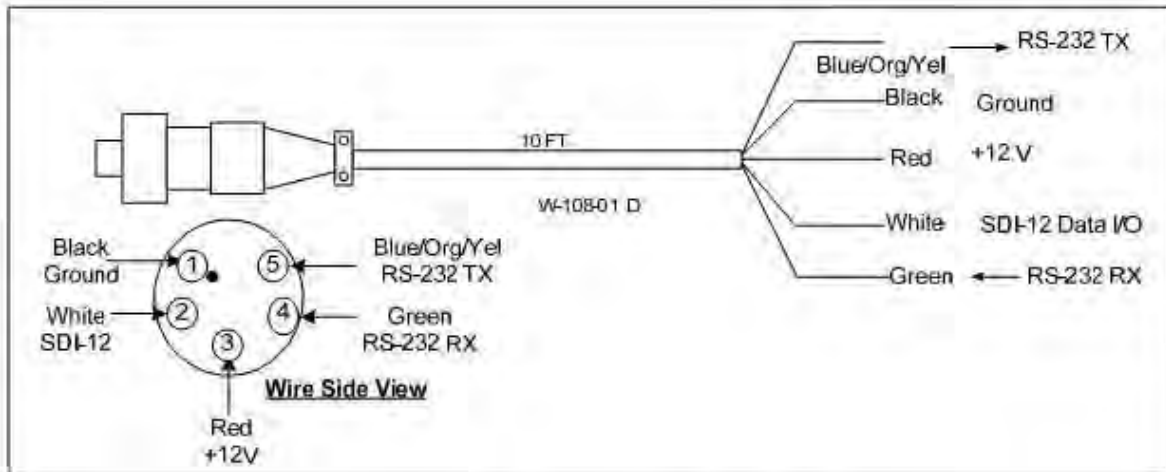 RS-232 TX
Blue/Org/Yel
Black Ground
10 FT.
Red +12 V
W-108-01 D
White SDI-12 Data I/O
Green RS-232 RX
Black
Ground
1
5
Blue/Org/Yel
RS-232 TX
White
SDI-12
2
4
Green
RS-232 RX
3
Wire Side View
Red
+12V